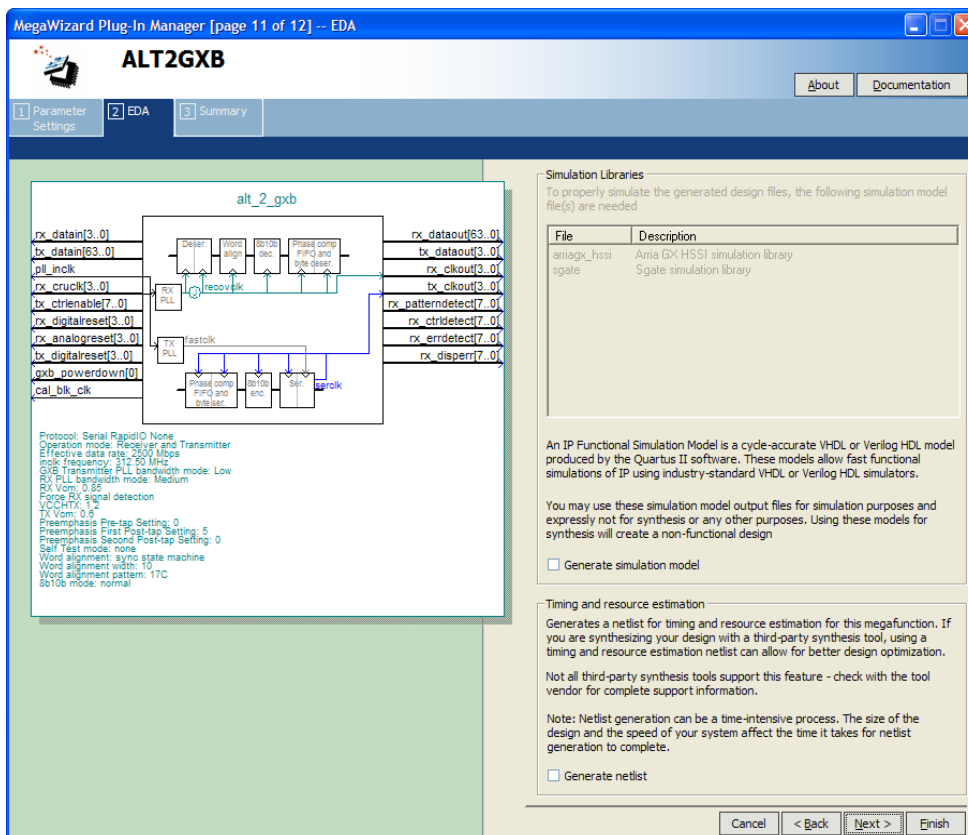 MegaWizard Plug-In Manager [page 11 of 12] -- EDA
ALT2GXB
About
Documentation
1 Parameter Settings
2 EDA
3 Summary
alt_2_gxb
rx_datain[3..0]
tx_datain[63..0]
pll_inclk
rx_cruclk[3..0]
tx_ctrlenable[7..0]
rx_digitalreset[3..0]
rx_analogreset[3..0]
tx_digitalreset[3..0]
gxb_powerdown[0]
cal_blk_clk
Deser.
Word align
8b10b dec.
Phase comp FIFO and byte deser.
RX PLL
recovclk
TX PLL
fastclk
Phase comp FIFO and byte ser.
8b10b enc.
Ser.
serclk
rx_dataout[63..0]
tx_dataout[3..0]
rx_clkout[3..0]
tx_clkout[3..0]
rx_patterndetect[7..0]
rx_ctrldetect[7..0]
rx_errdetect[7..0]
rx_disperr[7..0]
Protocol: Serial RapidIO None
Operation mode: Receiver and Transmitter
Effective data rate: 2500 Mbps
inclk frequency: 312.50 MHz
GXB Transmitter PLL bandwidth mode: Low
RX PLL bandwidth mode: Medium
RX Vcm: 0.85
Force RX signal detection
VCCHTX: 1.2
TX Vcm: 0.6
Preemphasis Pre-tap Setting: 0
Preemphasis First Post-tap Setting: 5
Preemphasis Second Post-tap Setting: 0
Self Test mode: none
Word alignment: sync state machine
Word alignment width: 10
Word alignment pattern: 17C
8b10b mode: normal
Simulation Libraries
To properly simulate the generated design files, the following simulation model
file(s) are needed
File Description
arriagx_hssi Arria GX HSSI simulation library
sgate Sgate simulation library
An IP Functional Simulation Model is a cycle-accurate VHDL or Verilog HDL model
produced by the Quartus II software. These models allow fast functional
simulations of IP using industry-standard VHDL or Verilog HDL simulators.
You may use these simulation model output files for simulation purposes and
expressly not for synthesis or any other purposes. Using these models for
synthesis will create a non-functional design
Generate simulation model
Timing and resource estimation
Generates a netlist for timing and resource estimation for this megafunction. If
you are synthesizing your design with a third-party synthesis tool, using a
timing and resource estimation netlist can allow for better design optimization.
Not all third-party synthesis tools support this feature - check with the tool
vendor for complete support information.
Note: Netlist generation can be a time-intensive process. The size of the
design and the speed of your system affect the time it takes for netlist
generation to complete.
Generate netlist
Cancel
< Back
Next >
Finish